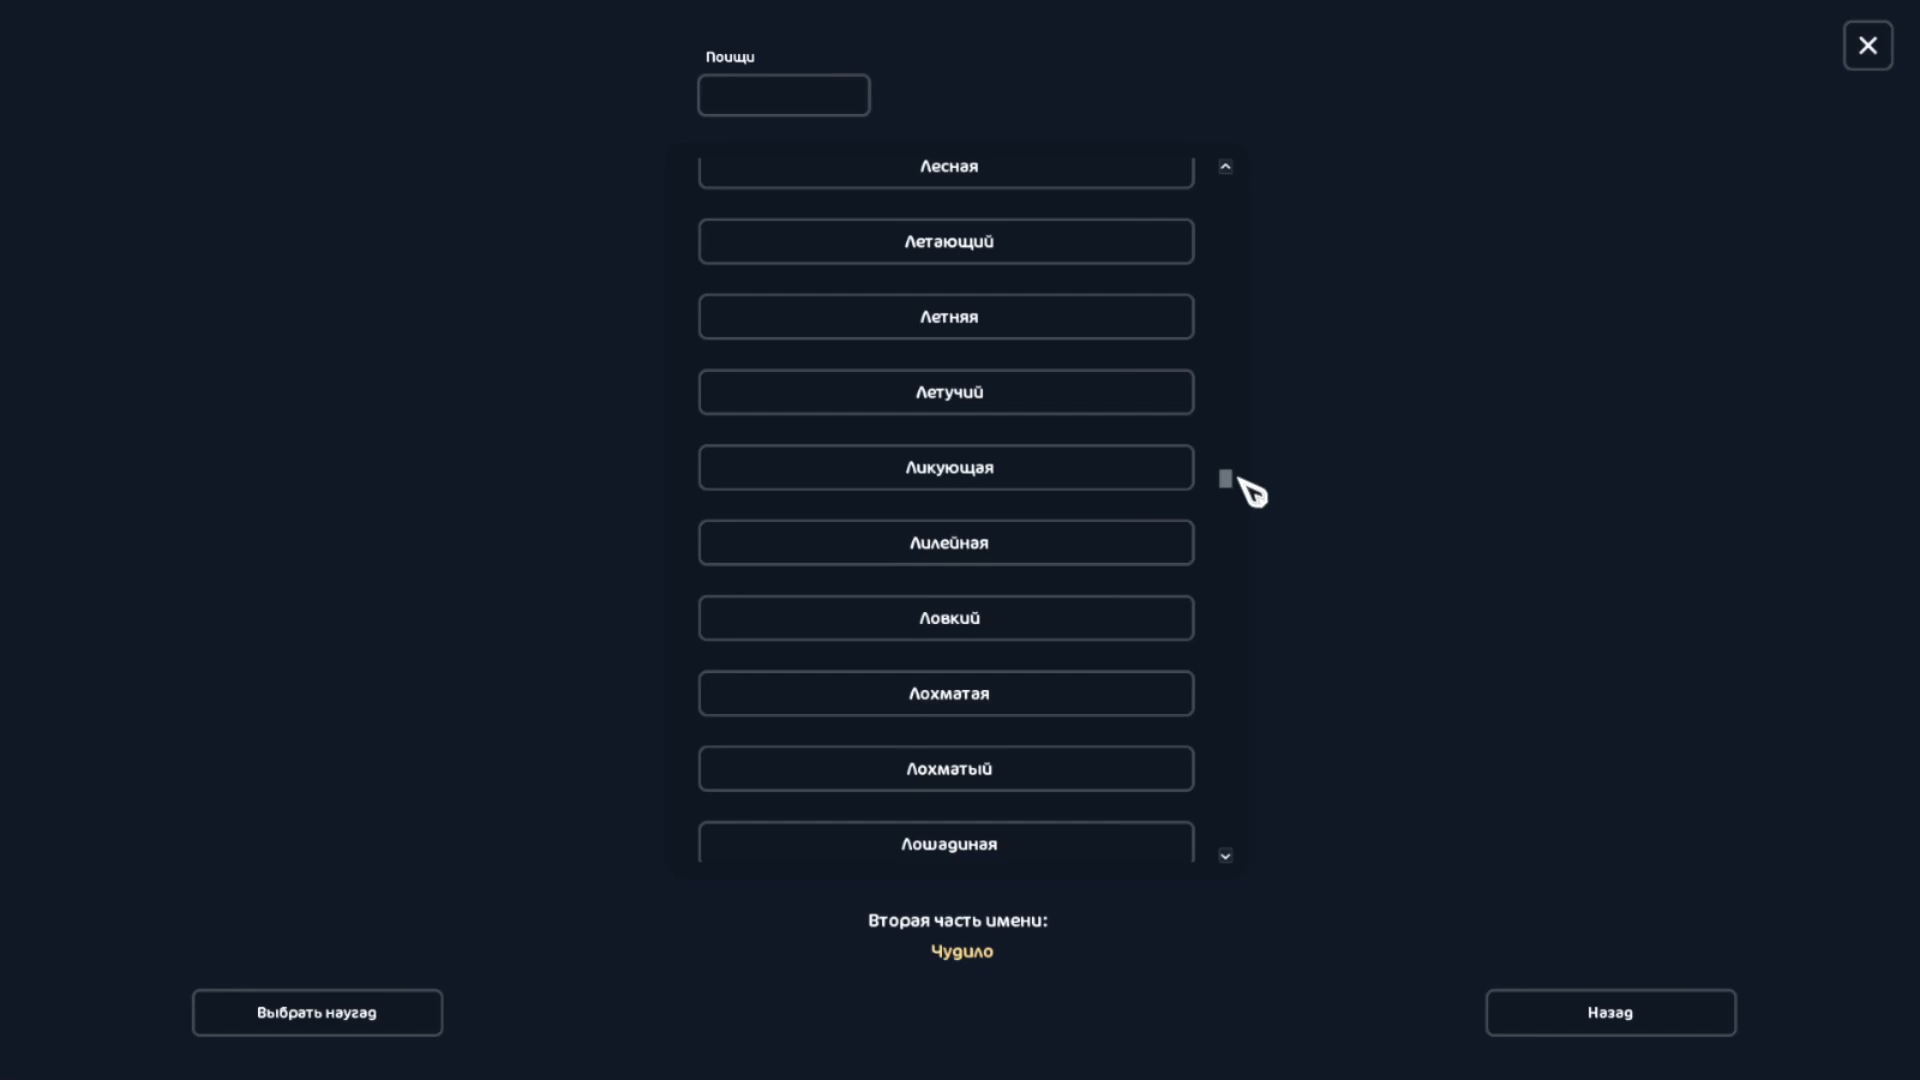 Поищи
Лесная
Летающий
Летняя
Летучий
Ликующая
Лилейная
Ловкий
Лохматая
Лохматый
Лошадиная
Вторая часть имени:
Чудило
Выбрать наугад
Назад